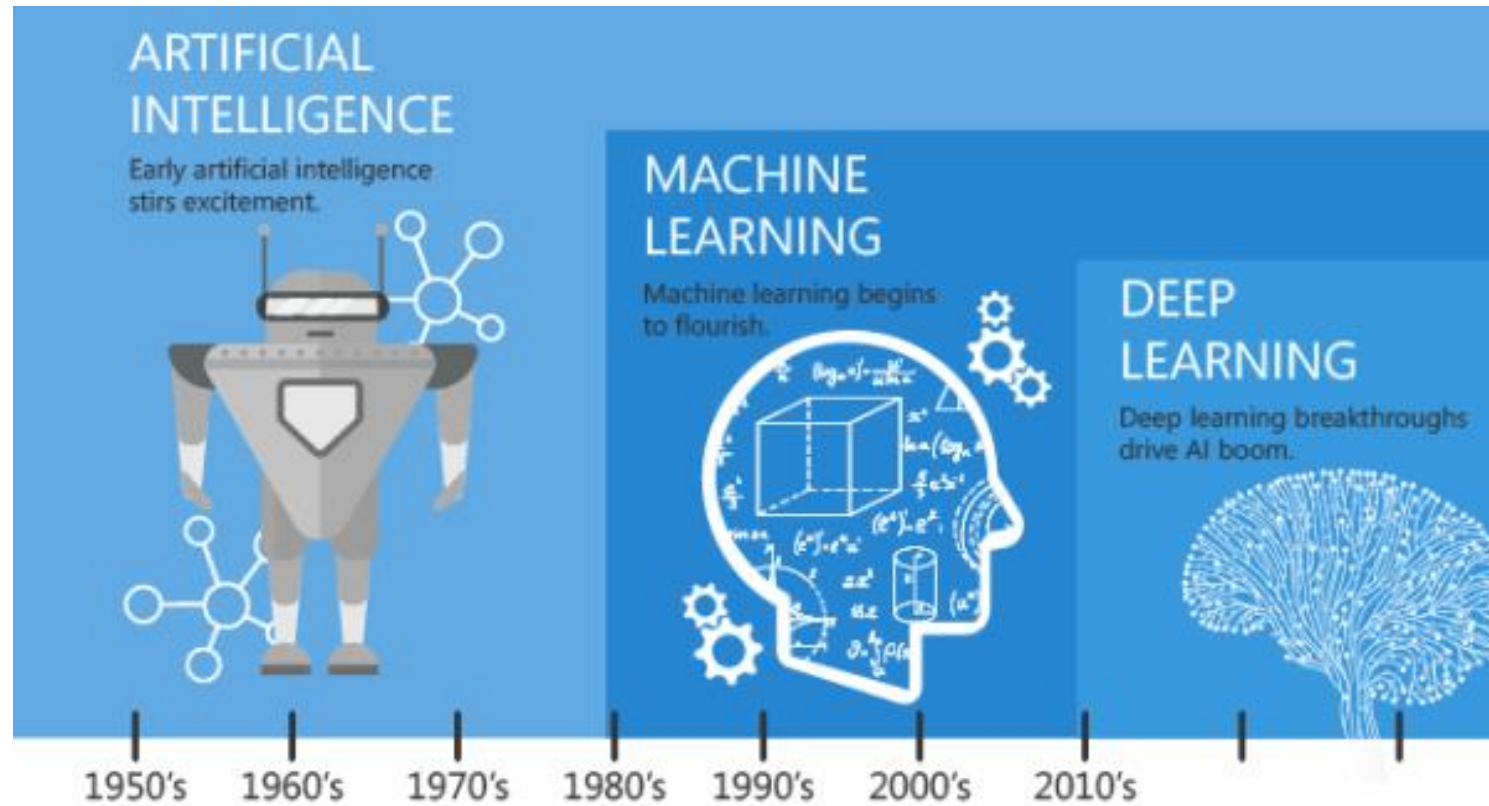 ARTIFICIAL
INTELLIGENCE
Early artificial intelligence
stirs excitement.
MACHINE
LEARNING
Machine learning begins
to flourish.
DEEP
LEARNING
Deep learning breakthroughs
drive AI boom.
1950's 1960's 1970's 1980's 1990's 2000's 2010's